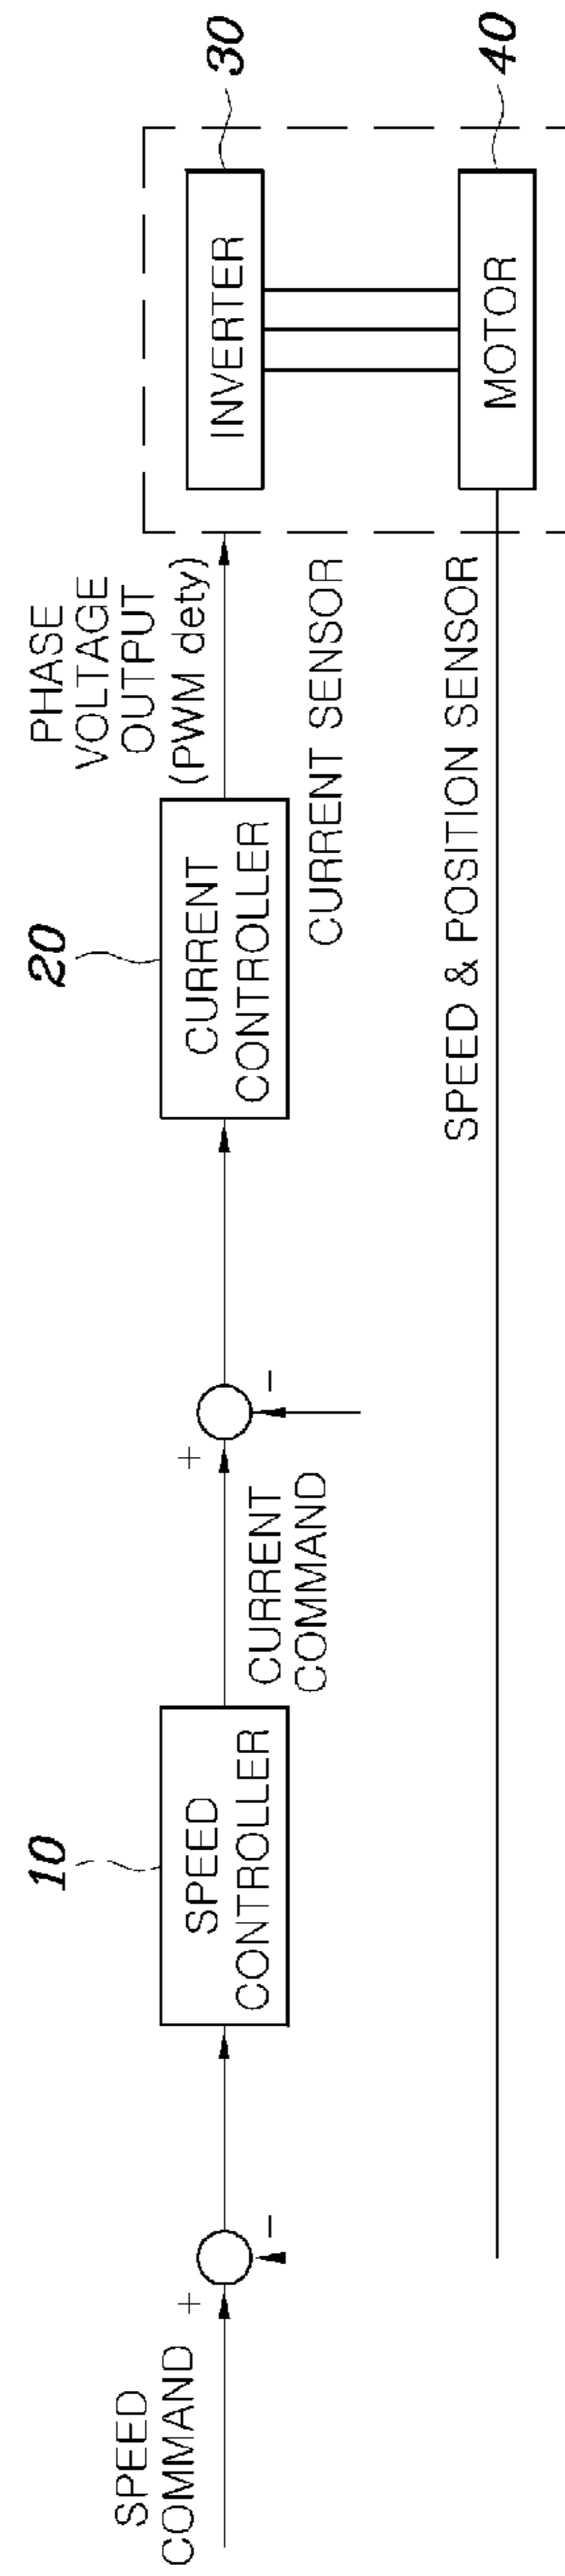 SPEED
COMMAND
+
-
10
SPEED
CONTROLLER
CURRENT
COMMAND
+
-
20
CURRENT
CONTROLLER
PHASE
VOLTAGE
OUTPUT
(PWM dety)
CURRENT SENSOR
SPEED & POSITION SENSOR
30
INVERTER
40
MOTOR